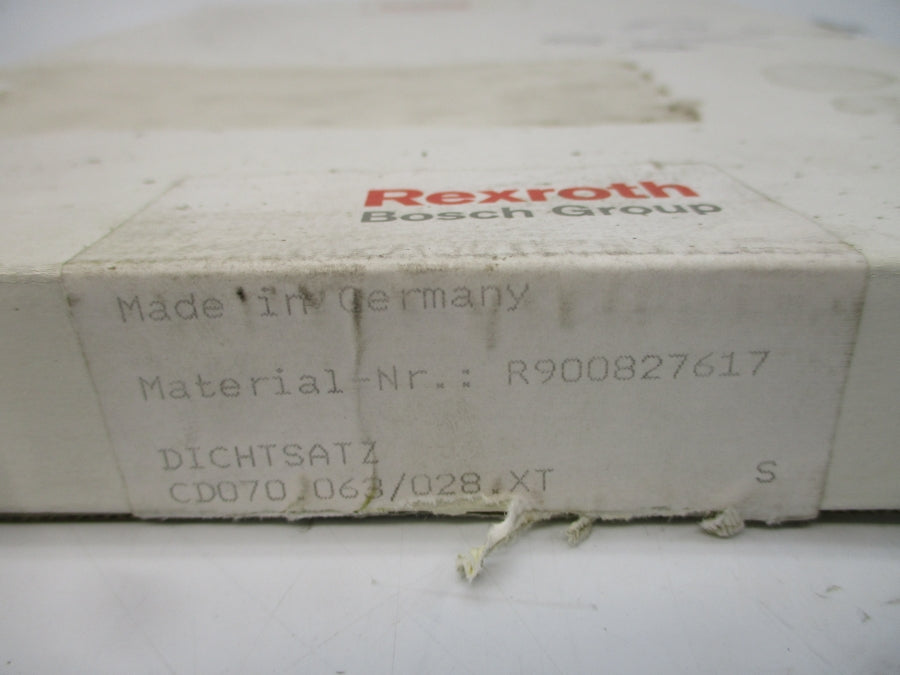 Rexroth
Bosch Group
Made in Germany
Material-Nr.: R900827617
DICHTSATZ
CD070.063/028.XT S